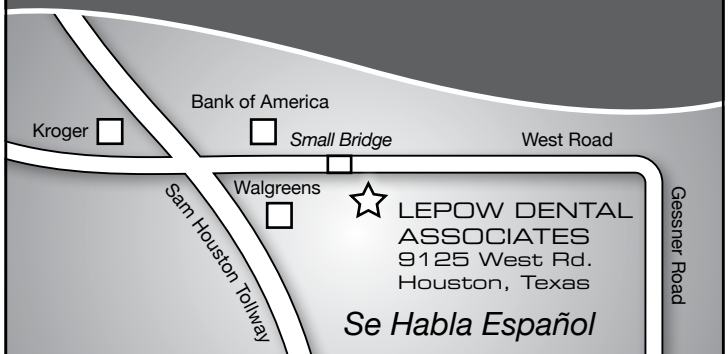 Bank of America
Kroger
Small Bridge
West Road
Walgreens
Sam Houston Tollway
Gessner Road
LEPOW DENTAL
ASSOCIATES
9125 West Rd.
Houston, Texas
Se Habla Español